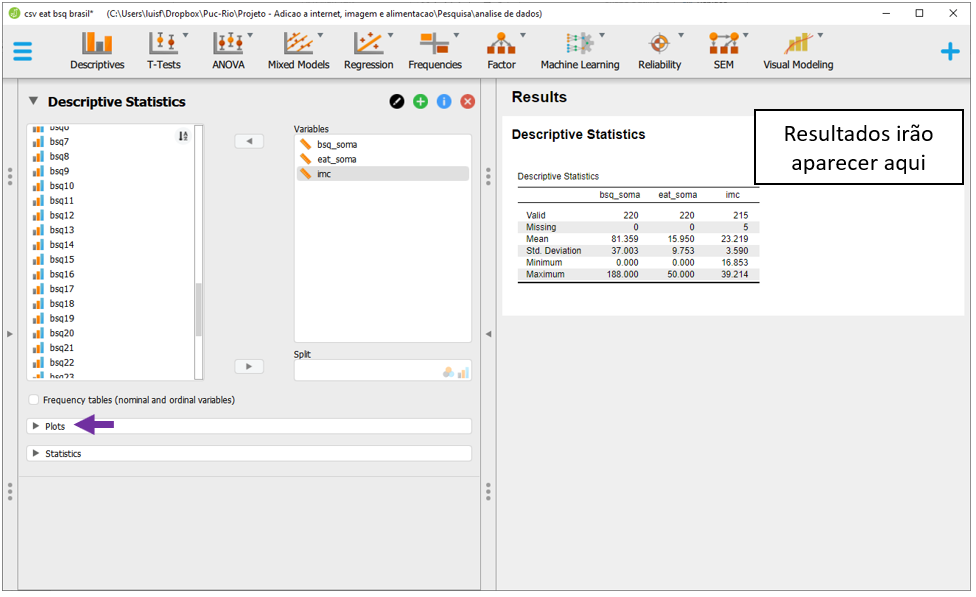 csv eat bsq brasil* (C:\Users\luisf\Dropbox\Puc-Rio\Projeto - Adicao a internet, imagem e alimentacao\Pesquisa\analise de dados)
Descriptives T-Tests ANOVA Mixed Models Regression Frequencies Factor Machine Learning Reliability SEM Visual Modeling
Descriptive Statistics
bsq6
bsq7
bsq8
bsq9
bsq10
bsq11
bsq12
bsq13
bsq14
bsq15
bsq16
bsq17
bsq18
bsq19
bsq20
bsq21
bsq22
bsq23
Variables
bsq_soma
eat_soma
imc
Split
Frequency tables (nominal and ordinal variables)
Plots
Statistics
Results
Descriptive Statistics
Resultados irão
aparecer aqui
Descriptive Statistics
bsq_soma eat_soma imc
Valid 220 220 215
Missing 0 0 5
Mean 81.359 15.950 23.219
Std. Deviation 37.003 9.753 3.590
Minimum 0.000 0.000 16.853
Maximum 188.000 50.000 39.214